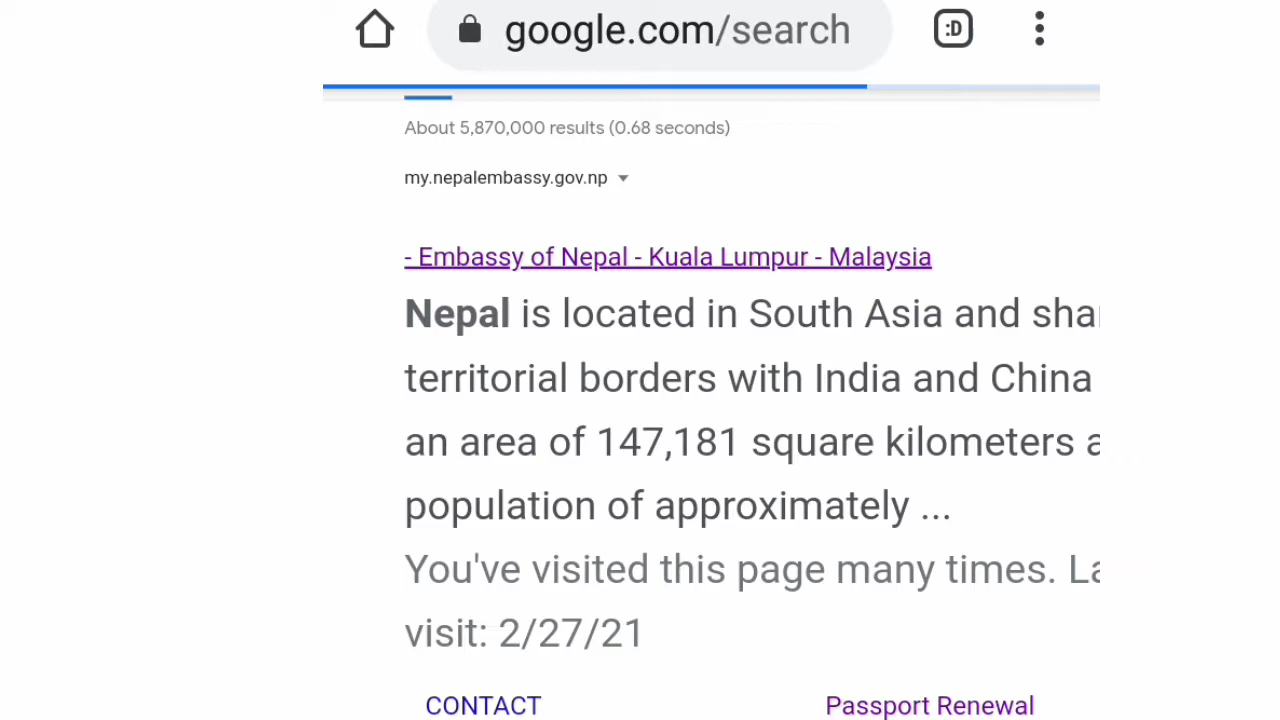 google.com/search
:D
About 5,870,000 results (0.68 seconds)
my.nepalembassy.gov.np
- Embassy of Nepal - Kuala Lumpur - Malaysia
Nepal is located in South Asia and
territorial borders with India and China
an area of 147,181 square kilometers
population of approximately ...
You've visited this page many times.
visit: 2/27/21
CONTACT
Passport Renewal